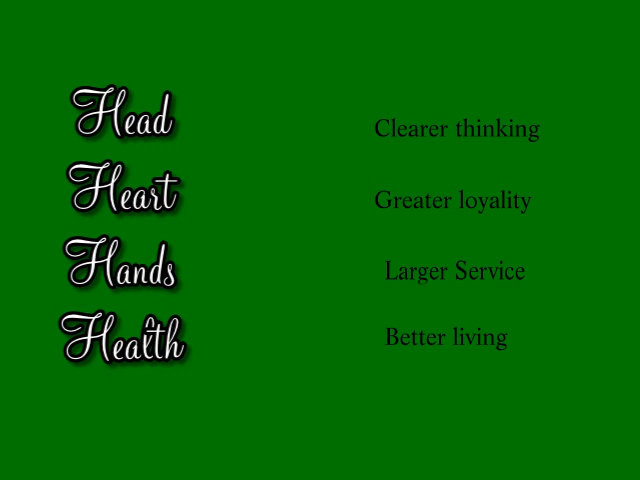 Head Clearer thinking
Heart Greater loyality
Hands Larger Service
Health Better living